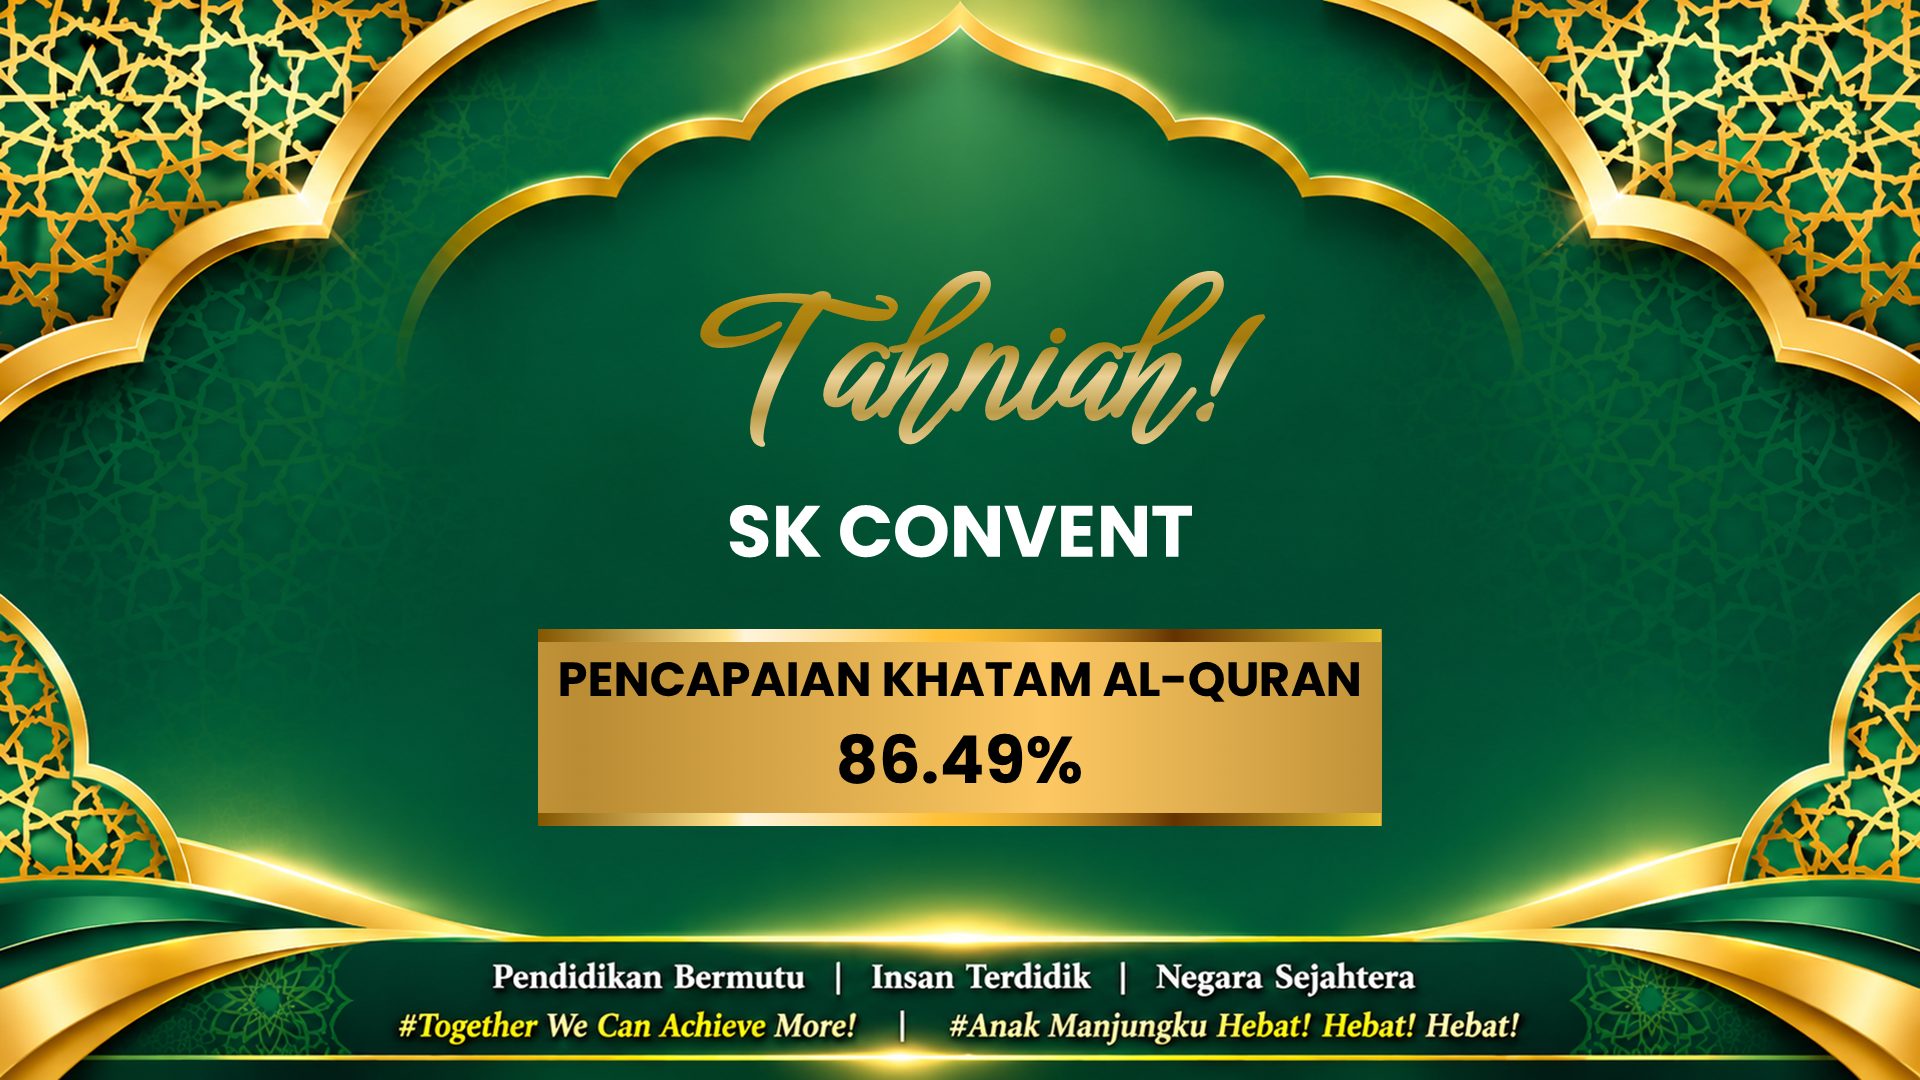 Tahniah!
SK CONVENT
PENCAPAIAN KHATAM AL-QURAN
86.49%
Pendidikan Bermutu | Insan Terdidik | Negara Sejahtera
#Together We Can Achieve More! | #Anak Manjungku Hebat! Hebat! Hebat!